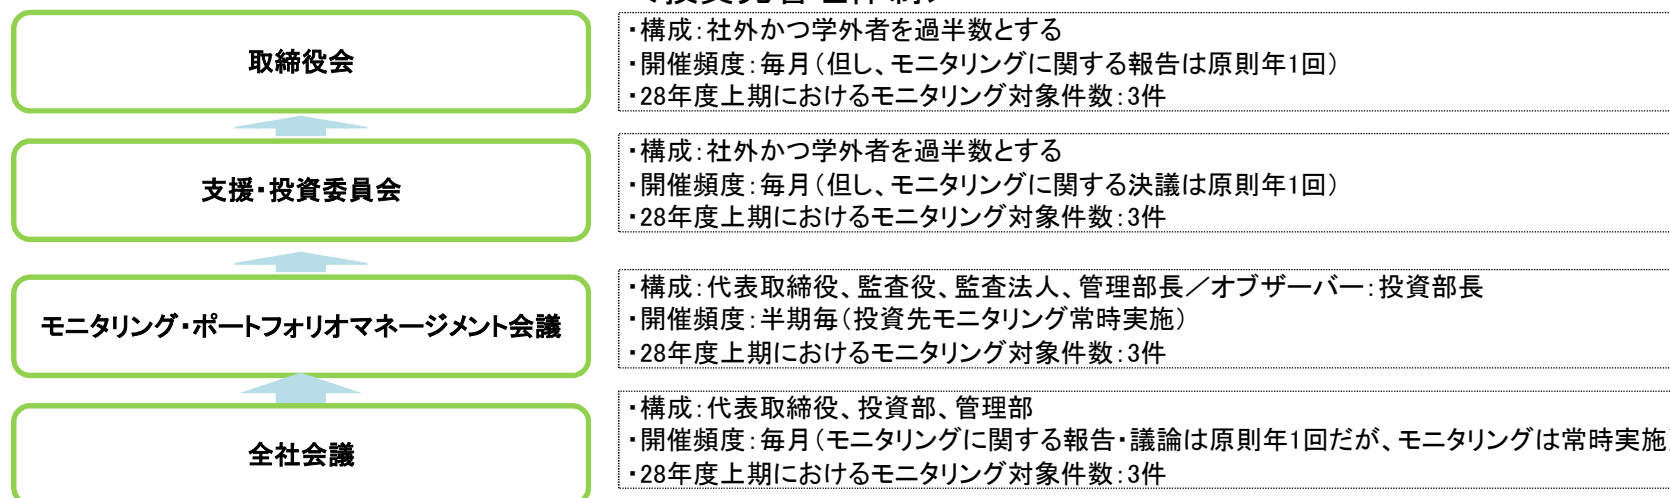 取締役会
・構成：社外かつ学外者を過半数とする
・開催頻度：毎月（但し、モニタリングに関する報告は原則年1回）
・28年度上期におけるモニタリング対象件数：3件
支援・投資委員会
・構成：社外かつ学外者を過半数とする
・開催頻度：毎月（但し、モニタリングに関する決議は原則年1回）
・28年度上期におけるモニタリング対象件数：3件
モニタリング・ポートフォリオマネージメント会議
・構成：代表取締役、監査役、監査法人、管理部長／オブザーバー：投資部長
・開催頻度：半期毎（投資先モニタリング常時実施）
・28年度上期におけるモニタリング対象件数：3件
全社会議
・構成：代表取締役、投資部、管理部
・開催頻度：毎月（モニタリングに関する報告・議論は原則年1回だが、モニタリングは常時実施）
・28年度上期におけるモニタリング対象件数：3件